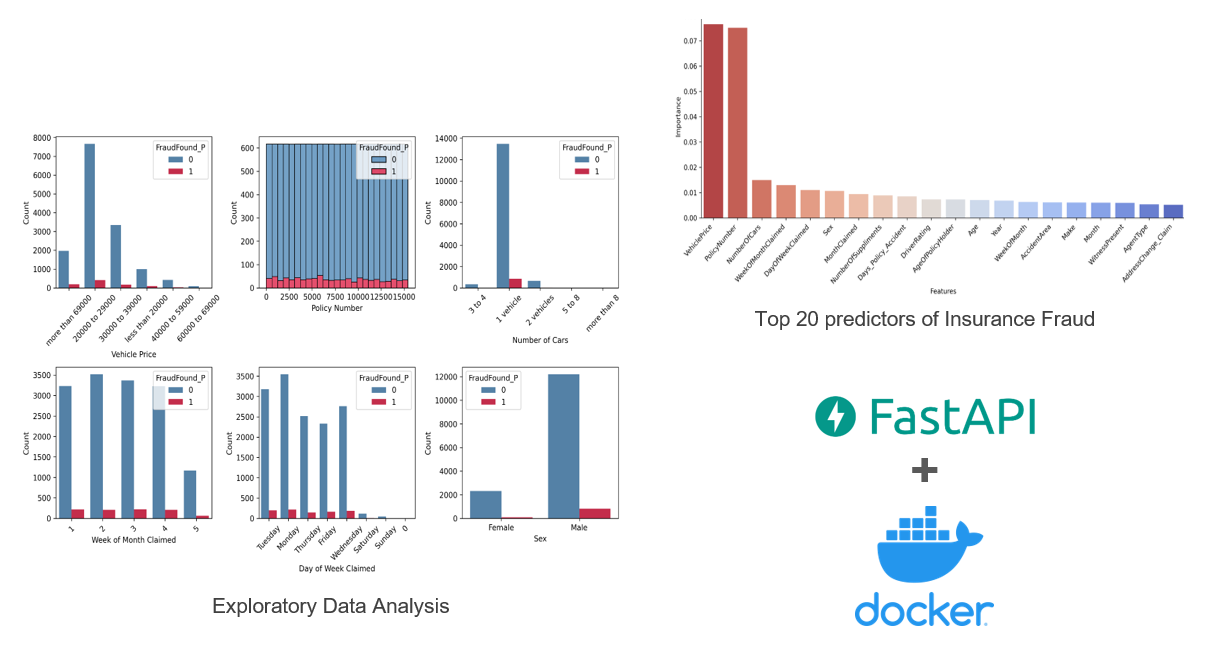 8000
7000
6000
5000
4000
3000
2000
1000
0
Count
FraudFound_P
0
1
more than 69000
20000 to 29000
30000 to 39000
less than 20000
40000 to 59000
60000 to 69000
Vehicle Price
600
500
400
300
200
100
0
Count
FraudFound_P
0
1
0 2500 5000 7500 10000 12500 15000
Policy Number
14000
12000
10000
8000
6000
4000
2000
0
Count
FraudFound_P
0
1
3 to 4
1 vehicle
2 vehicles
5 to 8
more than 8
Number of Cars
3500
3000
2500
2000
1500
1000
500
0
Count
FraudFound_P
0
1
1 2 3 4 5
Week of Month Claimed
3500
3000
2500
2000
1500
1000
500
0
Count
FraudFound_P
0
1
Tuesday
Monday
Thursday
Friday
Wednesday
Saturday
Sunday
0
Day of Week Claimed
12000
10000
8000
6000
4000
2000
0
Count
FraudFound_P
0
1
Female Male
Sex
Exploratory Data Analysis
0.07
0.06
0.05
0.04
0.03
0.02
0.01
0.00
Importance
VehiclePrice
PolicyNumber
NumberOfCars
WeekOfMonthClaimed
DayOfWeekClaimed
Sex
MonthClaimed
NumberOfSuppliments
Days_Policy_Accident
DriverRating
AgeOfPolicyHolder
Age
Year
WeekOfMonth
AccidentArea
Make
Month
WitnessPresent
AgentType
AddressChange_Claim
Features
Top 20 predictors of Insurance Fraud
FastAPI
+
docker